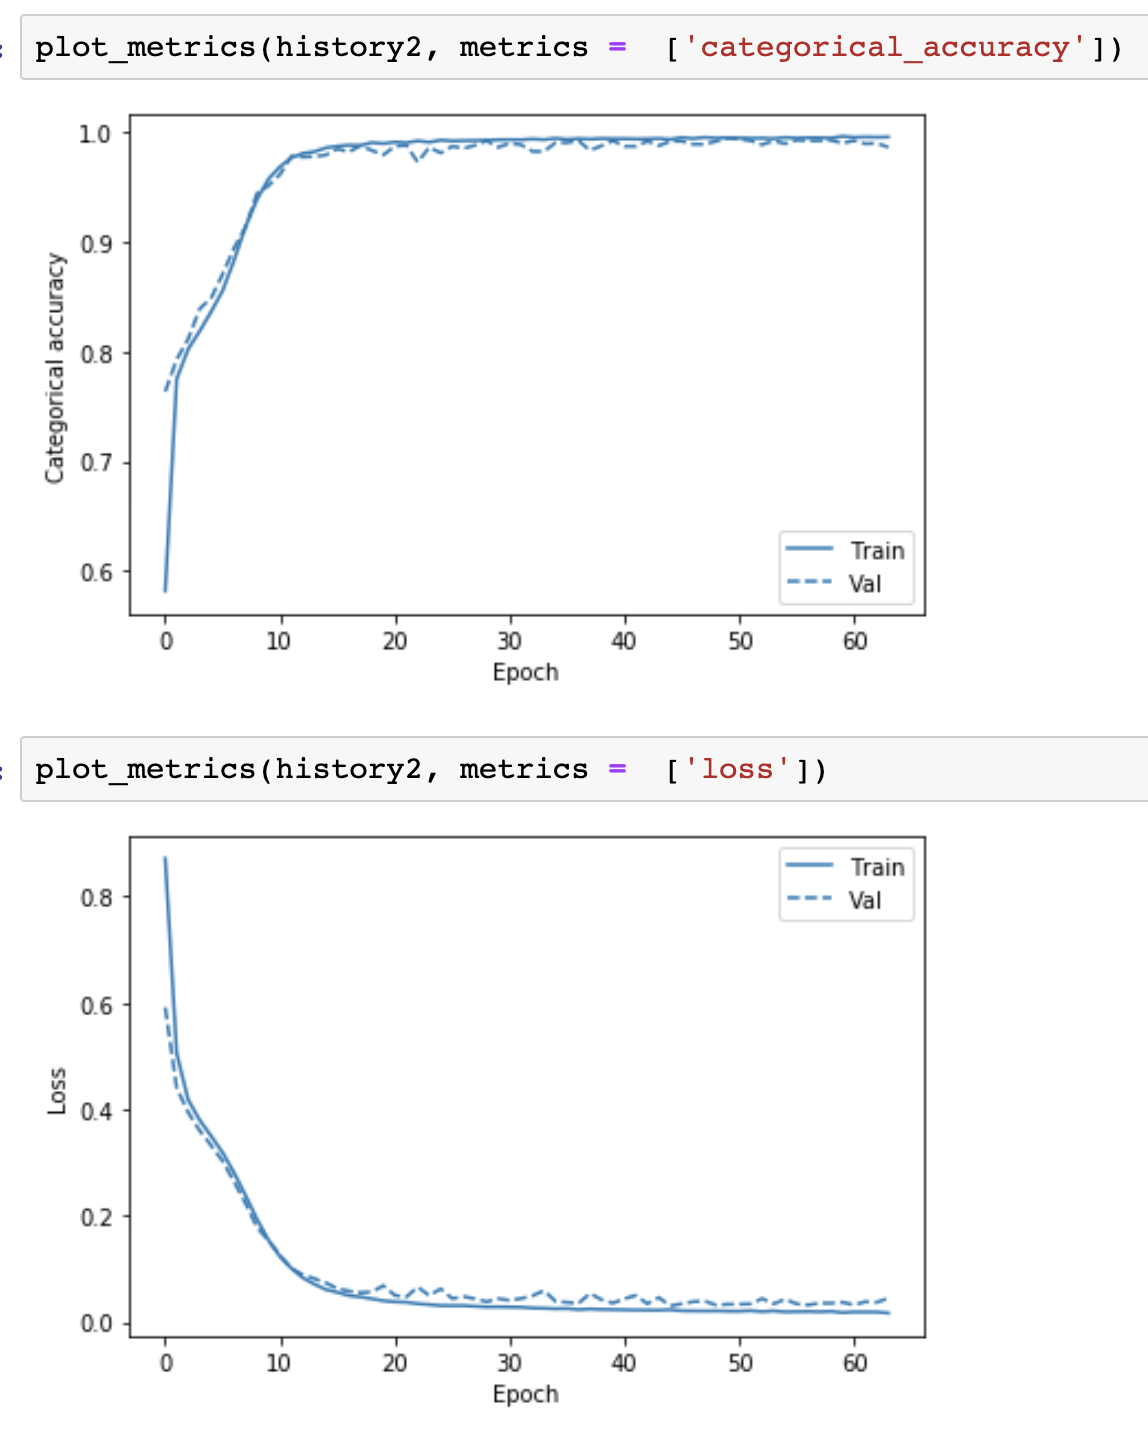 plot_metrics(history2, metrics =  ['categorical_accuracy'])
1.0
0.9
0.8
0.7
0.6
Categorical accuracy
Train
Val
0 10 20 30 40 50 60
Epoch
plot_metrics(history2, metrics =  ['loss'])
Train
Val
0.8
0.6
0.4
0.2
0.0
Loss
0 10 20 30 40 50 60
Epoch